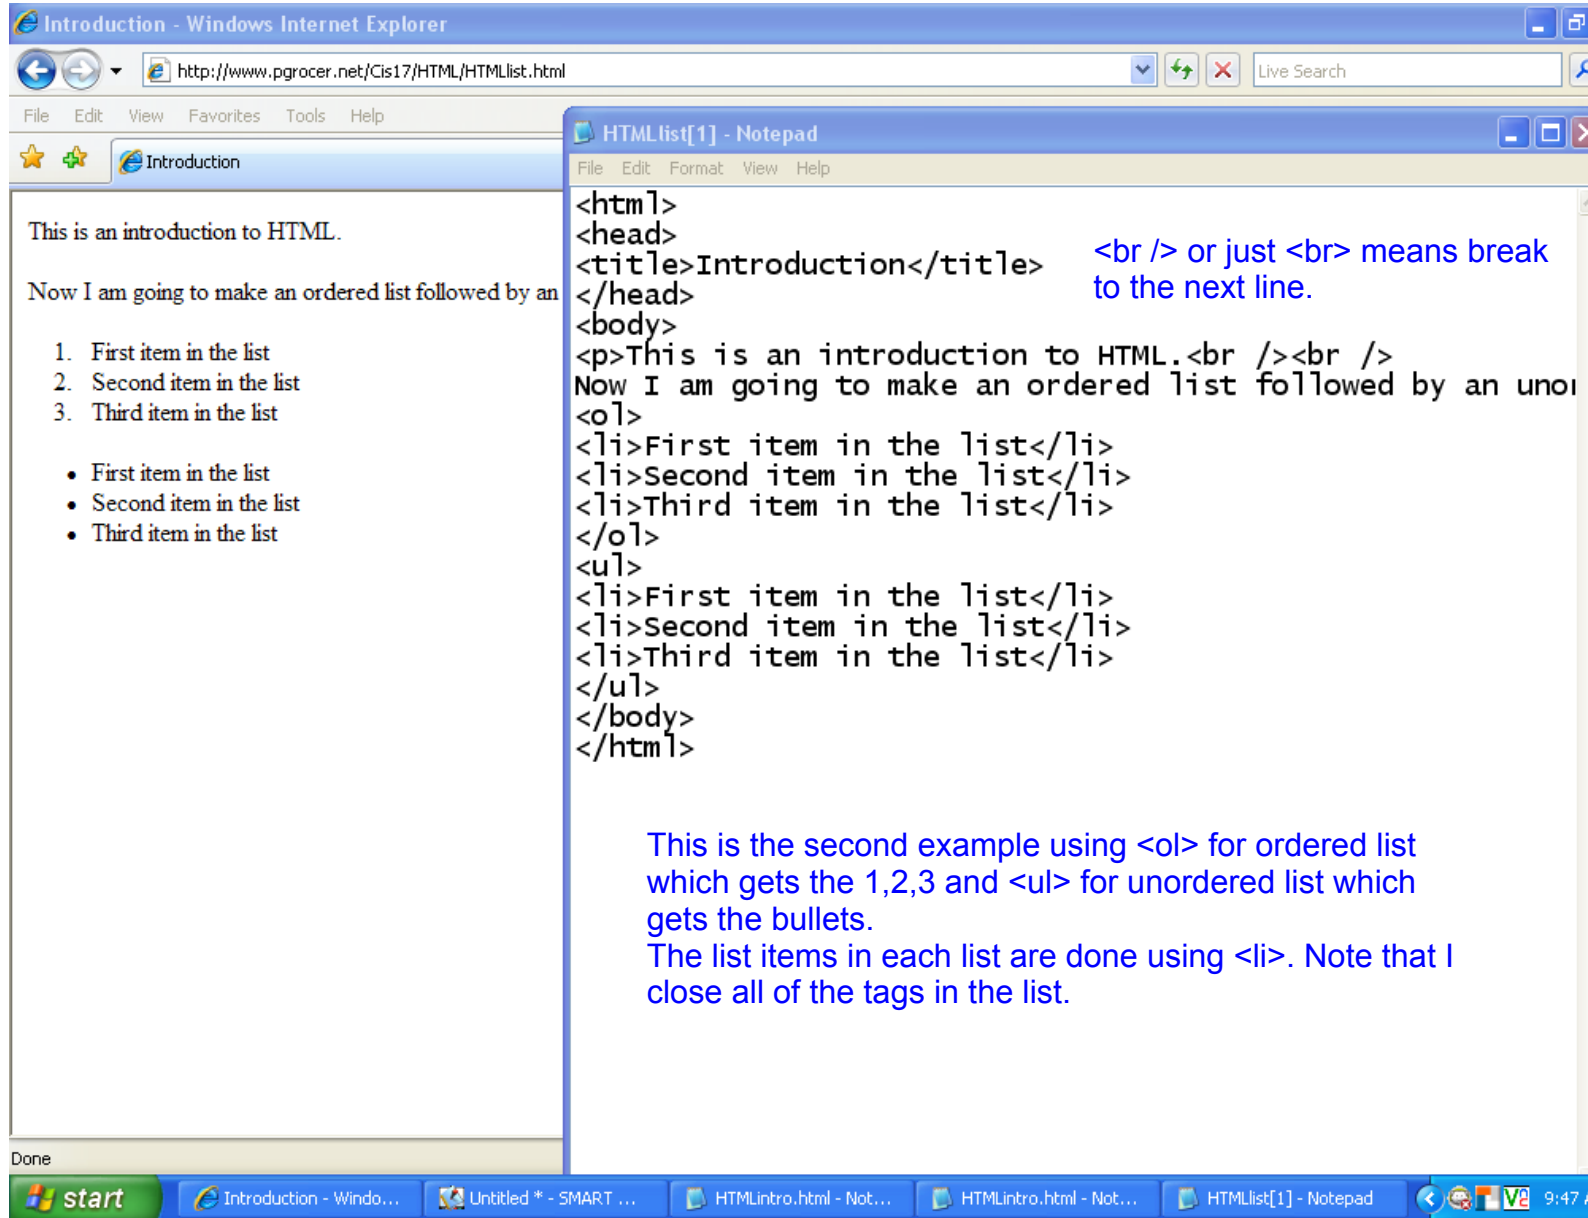 Introduction - Windows Internet Explorer
http://www.pgrocer.net/Cis17/HTML/HTMLlist.html
Live Search
File Edit View Favorites Tools Help
Introduction
This is an introduction to HTML.
Now I am going to make an ordered list followed by an
1. First item in the list
2. Second item in the list
3. Third item in the list
• First item in the list
• Second item in the list
• Third item in the list
Done
HTMLlist[1] - Notepad
File Edit Format View Help
<html>
<head>
<title>Introduction</title>
</head>
<body>
<p>This is an introduction to HTML.<br /><br />
Now I am going to make an ordered list followed by an
<ol>
<li>First item in the list</li>
<li>Second item in the list</li>
<li>Third item in the list</li>
</ol>
<ul>
<li>First item in the list</li>
<li>Second item in the list</li>
<li>Third item in the list</li>
</ul>
</body>
</html>
<br /> or just <br> means break
to the next line.
This is the second example using <ol> for ordered list
which gets the 1,2,3 and <ul> for unordered list which
gets the bullets.
The list items in each list are done using <li>. Note that I
close all of the tags in the list.
start
Introduction - Windo...
Untitled * - SMART ...
HTMLintro.html - Not...
HTMLintro.html - Not...
HTMLlist[1] - Notepad
9:47